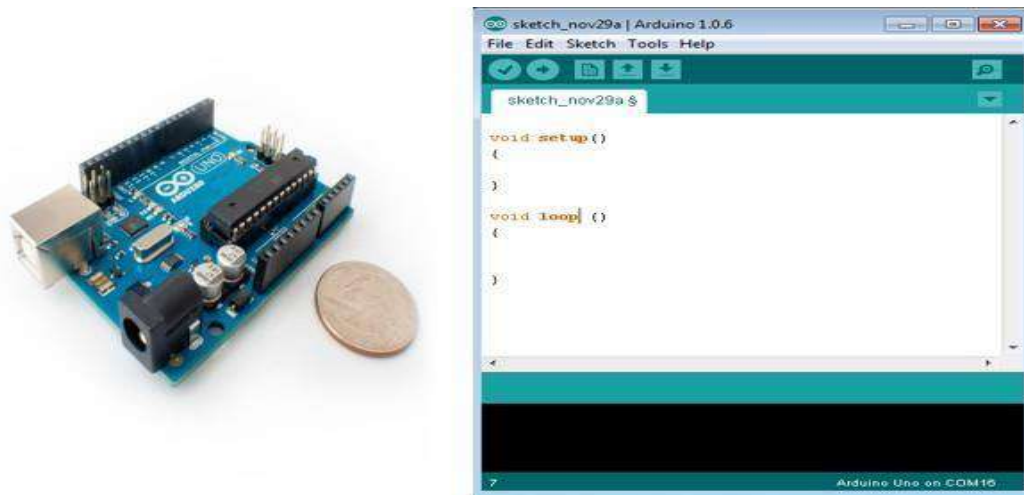 UNO
ARDUINO
sketch_nov29a | Arduino 1.0.6
File Edit Sketch Tools Help
sketch_nov29a §
void setup()
{
}
void loop ()
{
}
7
Arduino Uno on COM16